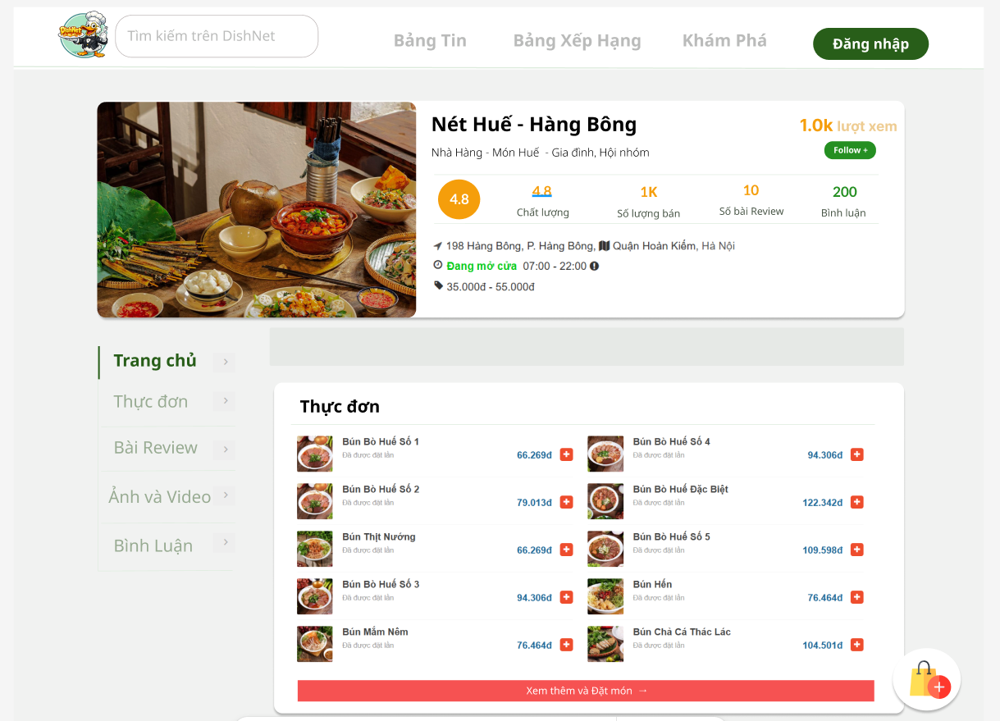 DishNet
Tìm kiếm trên DishNet
Bảng Tin
Bảng Xếp Hạng
Khám Phá
Đăng nhập
Nét Huế - Hàng Bông
1.0k lượt xem
Nhà Hàng - Món Huế - Gia đình, Hội nhóm
Follow +
4.8
4.8
1K
10
200
Chất lượng
Số lượng bán
Số bài Review
Bình luận
198 Hàng Bông, P. Hàng Bông, Quận Hoàn Kiếm, Hà Nội
Đang mở cửa 07:00 - 22:00
35.000đ - 55.000đ
Trang chủ
Thực đơn
Bài Review
Ảnh và Video
Bình Luận
Thực đơn
Bún Bò Huế Số 1
Đã được đặt lần
66.269đ
Bún Bò Huế Số 4
Đã được đặt lần
94.306đ
Bún Bò Huế Số 2
Đã được đặt lần
79.013đ
Bún Bò Huế Đặc Biệt
Đã được đặt lần
122.342đ
Bún Thịt Nướng
Đã được đặt lần
66.269đ
Bún Bò Huế Số 5
Đã được đặt lần
109.598đ
Bún Bò Huế Số 3
Đã được đặt lần
94.306đ
Bún Hến
Đã được đặt lần
76.464đ
Bún Mắm Nêm
Đã được đặt lần
76.464đ
Bún Chả Cá Thác Lác
Đã được đặt lần
104.501đ
Xem thêm và Đặt món →